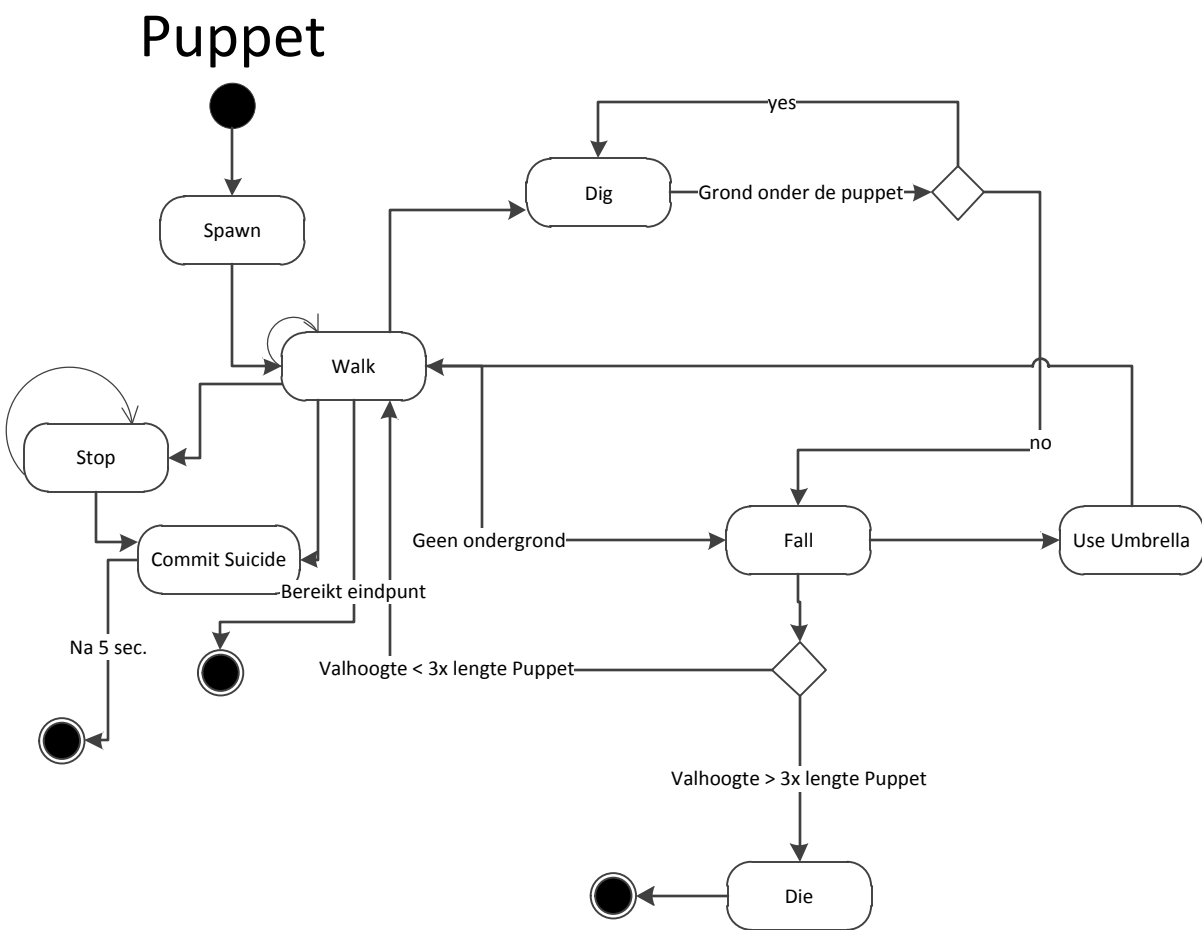 Puppet
yes
Dig
Grond onder de puppet
Spawn
Walk
no
Stop
Geen ondergrond
Fall
Use Umbrella
Commit Suicide
Bereikt eindpunt
Na 5 sec.
Valhoogte < 3x lengte Puppet
Valhoogte > 3x lengte Puppet
Die